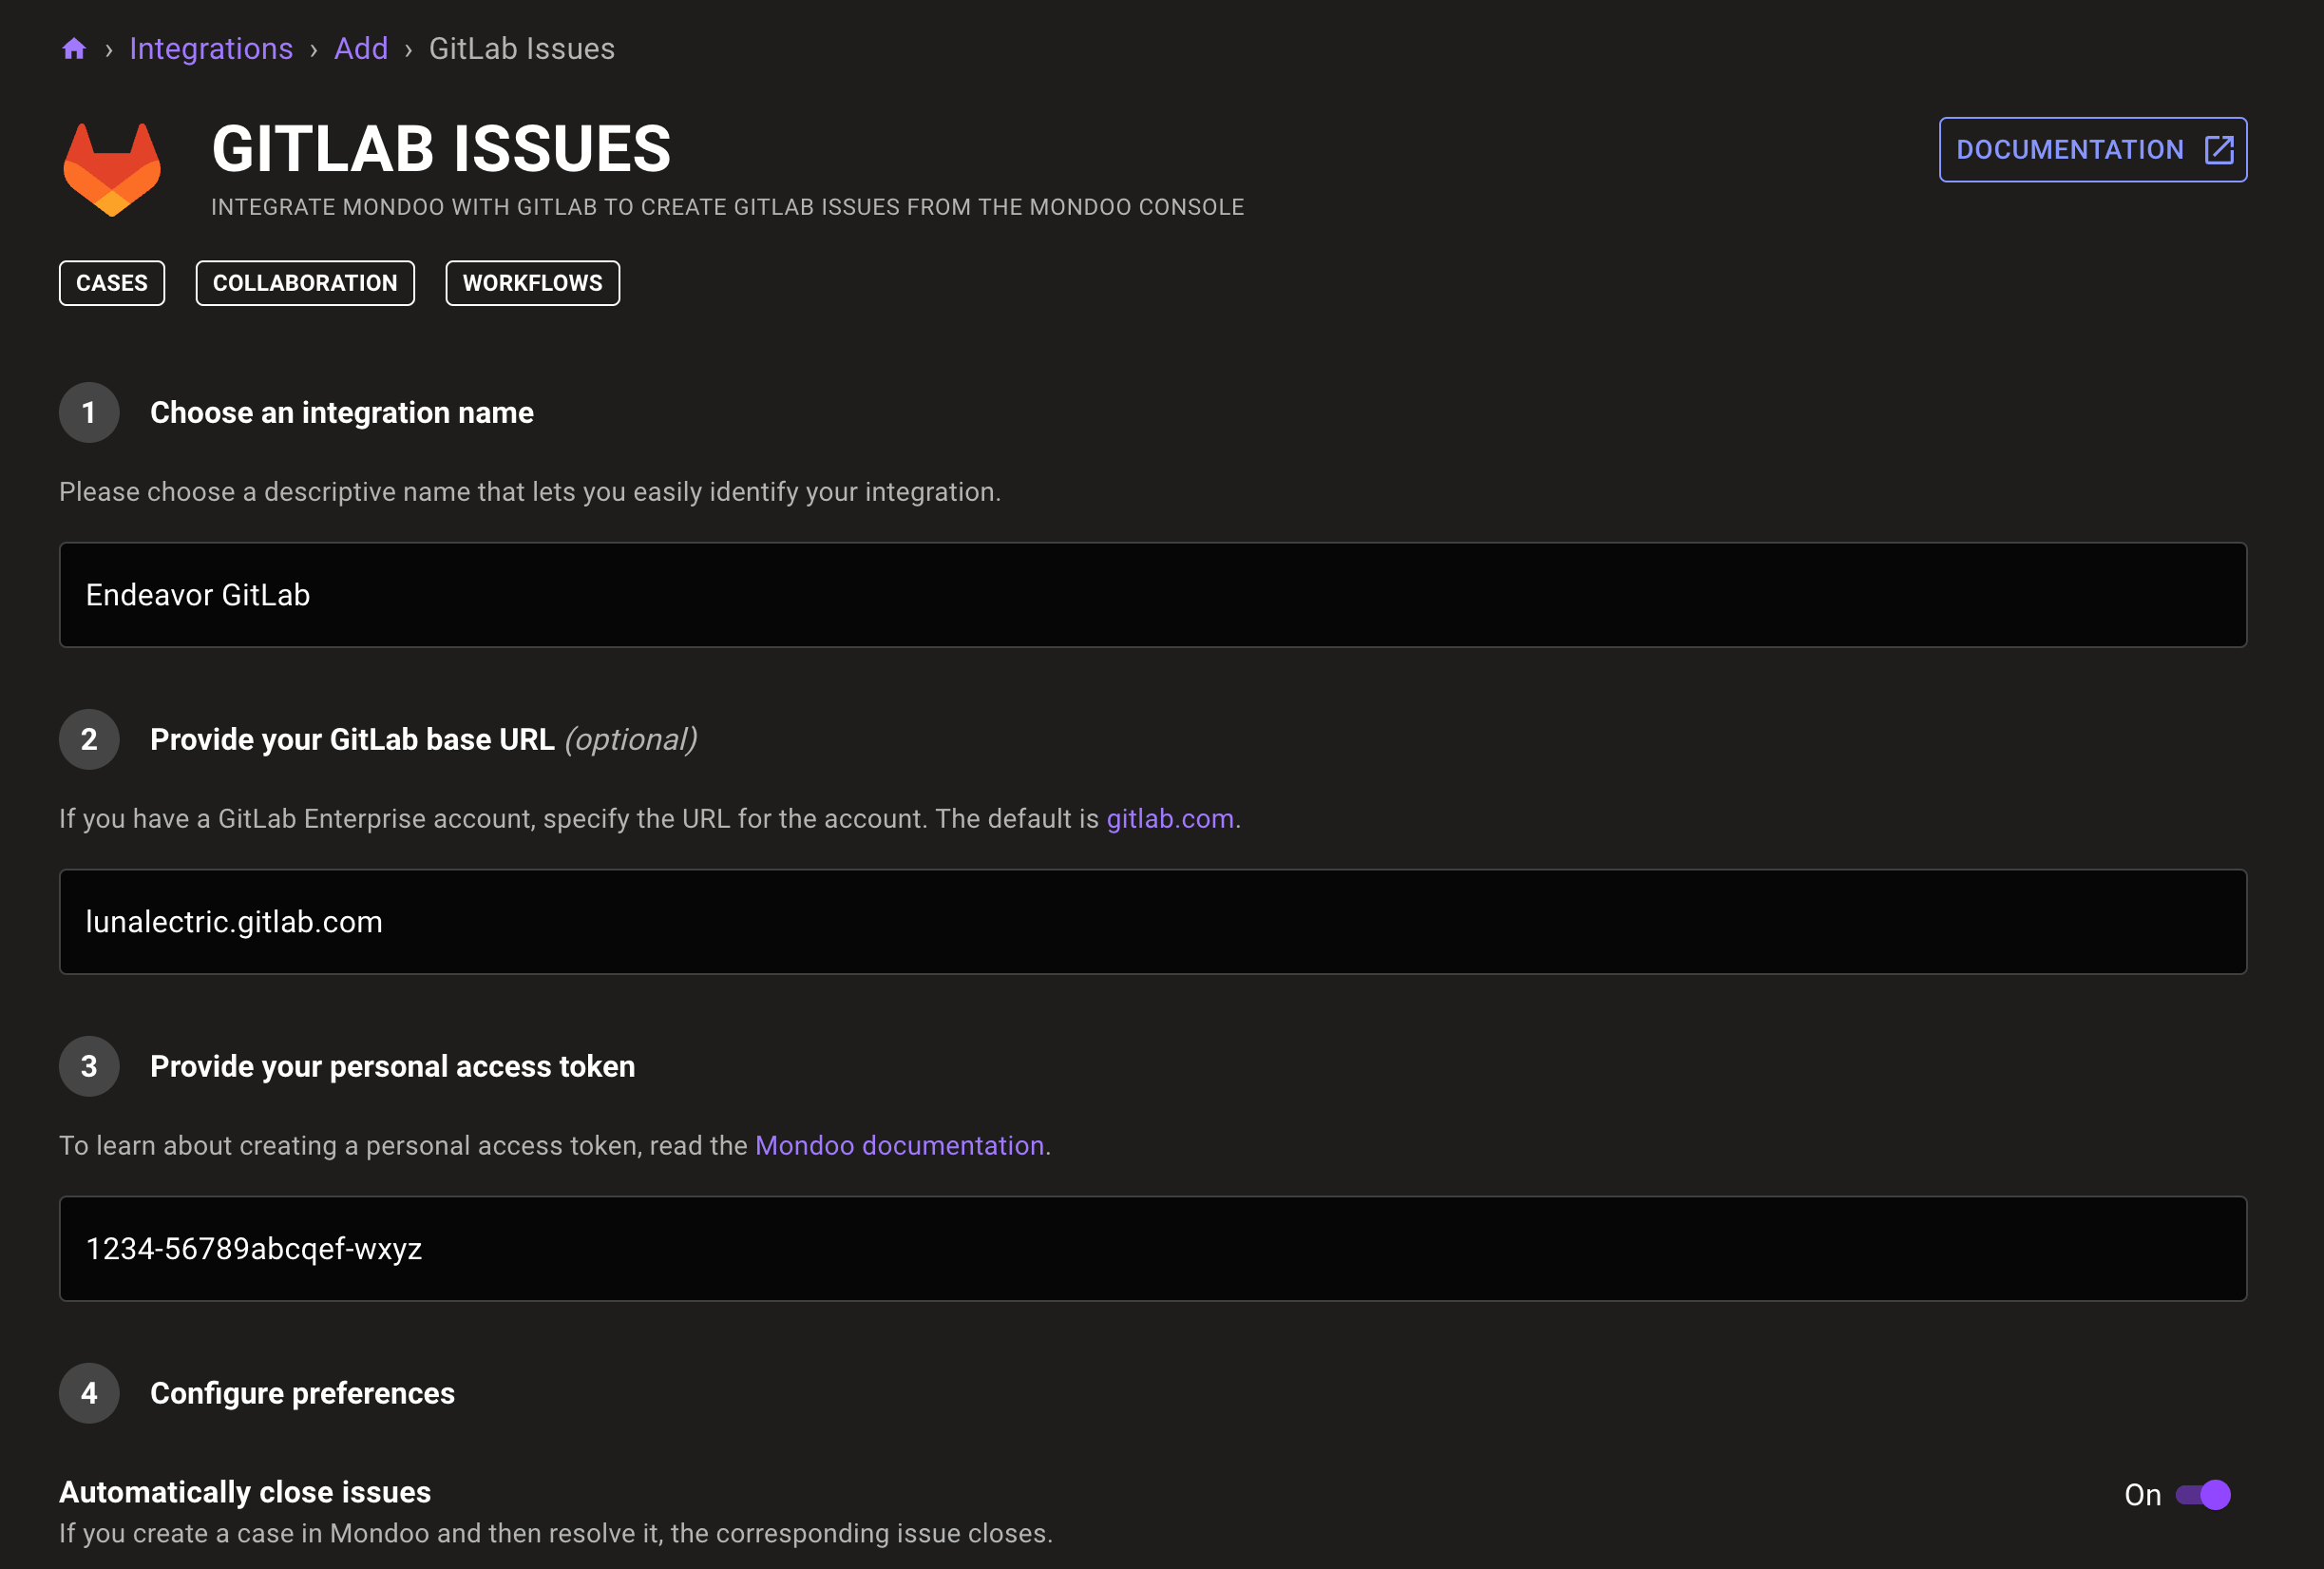 › Integrations › Add › GitLab Issues
GITLAB ISSUES
DOCUMENTATION
INTEGRATE MONDOO WITH GITLAB TO CREATE GITLAB ISSUES FROM THE MONDOO CONSOLE
CASES COLLABORATION WORKFLOWS
1 Choose an integration name
Please choose a descriptive name that lets you easily identify your integration.
Endeavor GitLab
2 Provide your GitLab base URL (optional)
If you have a GitLab Enterprise account, specify the URL for the account. The default is gitlab.com.
lunalectric.gitlab.com
3 Provide your personal access token
To learn about creating a personal access token, read the Mondoo documentation.
1234-56789abcqef-wxyz
4 Configure preferences
Automatically close issues
On
If you create a case in Mondoo and then resolve it, the corresponding issue closes.